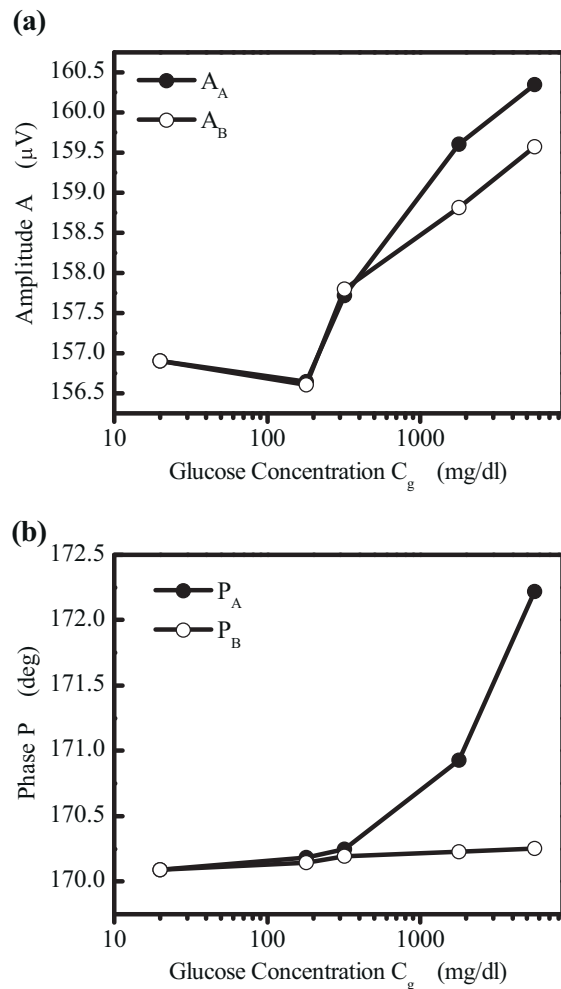 (a)
160.5
160.0
159.5
159.0
158.5
158.0
157.5
157.0
156.5
Amplitude A (µV)
A_A
A_B
10 100 1000
Glucose Concentration C_g (mg/dl)
(b)
172.5
172.0
171.5
171.0
170.5
170.0
Phase P (deg)
P_A
P_B
10 100 1000
Glucose Concentration C_g (mg/dl)